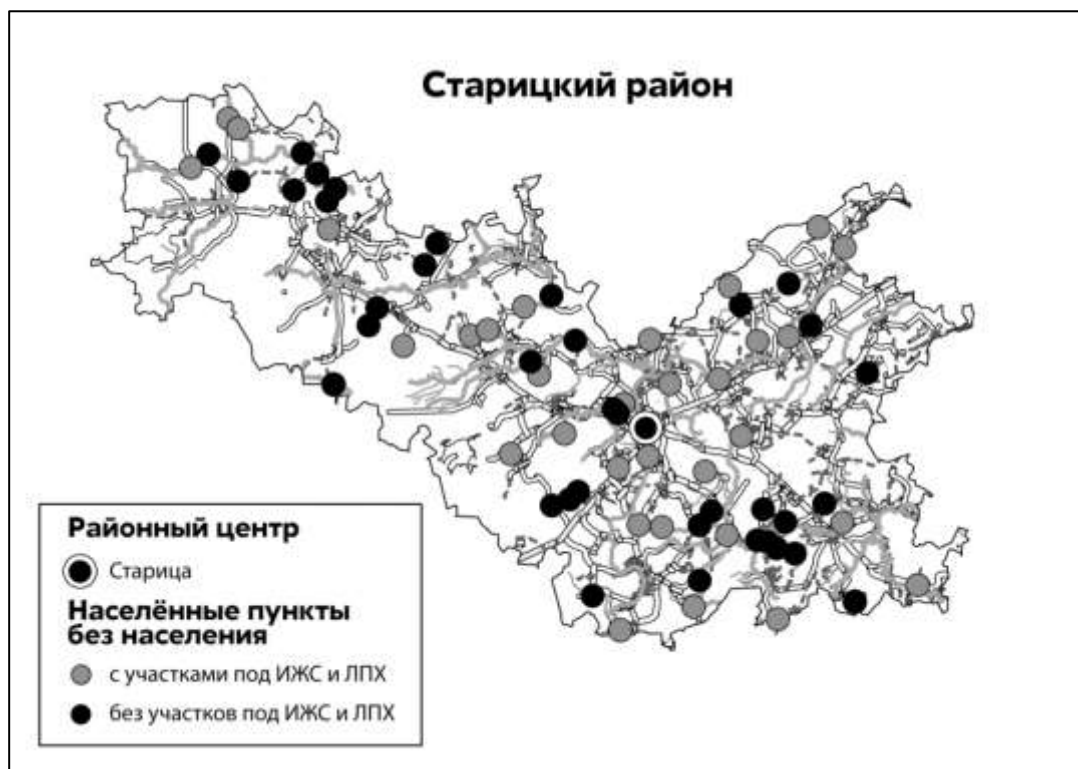 Старицкий район
Районный центр
Старица
Населённые пункты
без населения
с участками под ИЖС и ЛПХ
без участков под ИЖС и ЛПХ